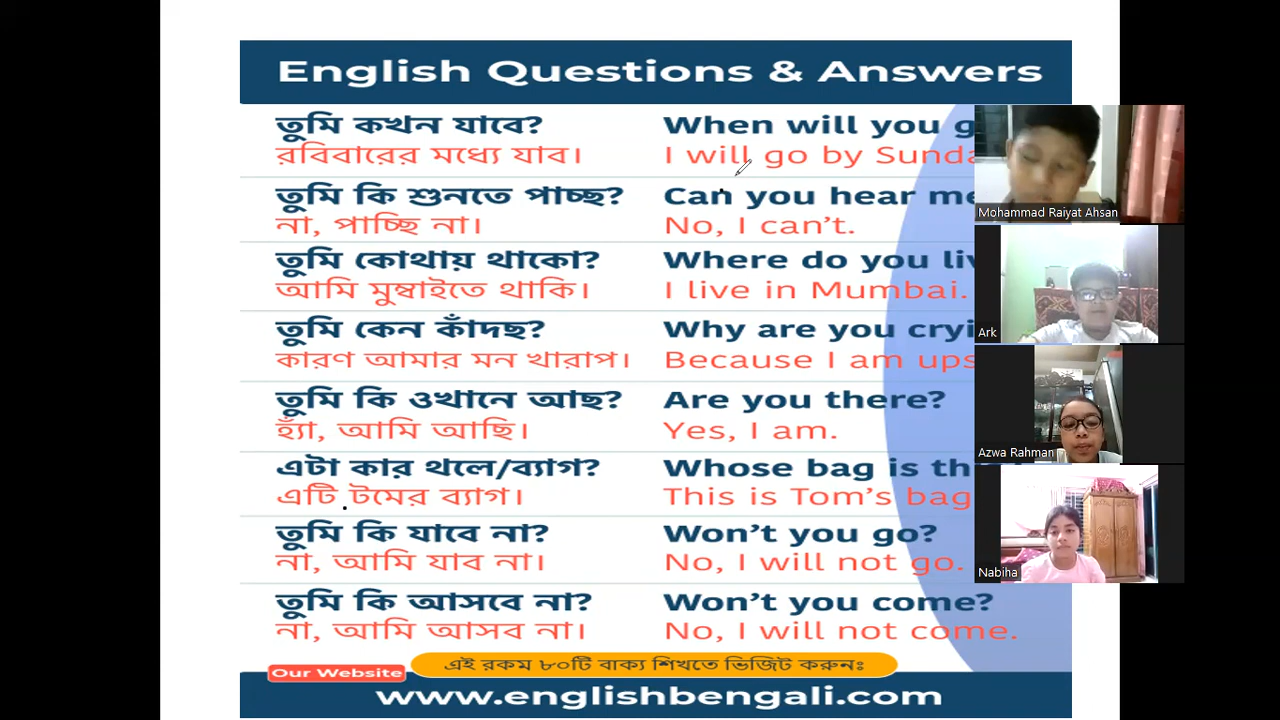 English Questions & Answers
তুমি কখন যাবে?
When will you
রবিবারের মধ্যে যাব।
I will go by
তুমি কি শুনতে পাচ্ছ?
Can you hear me
না, পাচ্ছি না।
No, I can't.
তুমি কোথায় থাকো?
Where do you
আমি মুম্বাইতে থাকি।
I live in Mumbai.
তুমি কেন কাঁদছ?
Why are you
কারণ আমার মন খারাপ।
Because I am
তুমি কি ওখানে আছ?
Are you there?
হ্যাঁ, আমি আছি।
Yes, I am.
এটা কার থলে/ব্যাগ?
Whose bag is
এটি টমের ব্যাগ।
This is Tom's bag
তুমি কি যাবে না?
Won't you go?
না, আমি যাব না।
No, I will not go.
তুমি কি আসবে না?
Won't you come?
না, আমি আসব না।
No, I will not come.
এই রকম ৮০টি বাক্য শিখতে ভিজিট করুনঃ
Our Website
www.englishbengali.com
Mohammad Raiyat Ahsan
Ark
Azwa Rahman
Nabiha